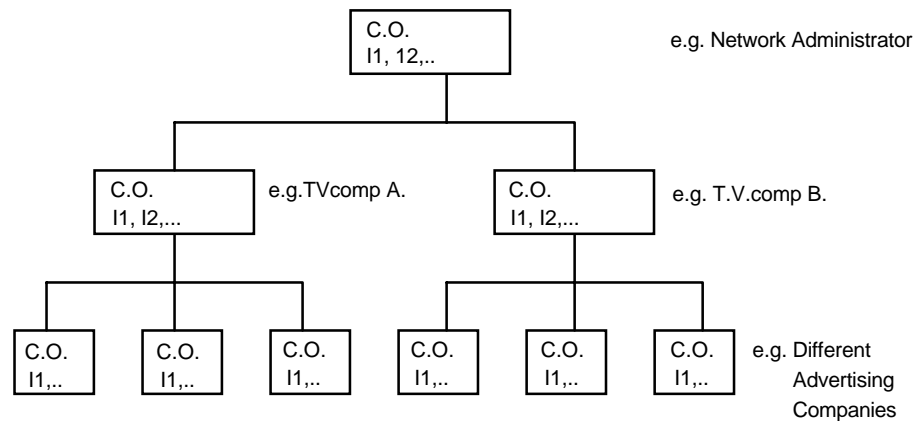 C.O.
I1, 12,..
e.g. Network Administrator
C.O.
I1, I2,...
e.g.TVcomp A.
C.O.
I1, I2,...
e.g. T.V.comp B.
C.O.
I1,..
C.O.
I1,..
C.O.
I1,..
C.O.
I1,..
C.O.
I1,..
C.O.
I1,..
e.g. Different
Advertising
Companies